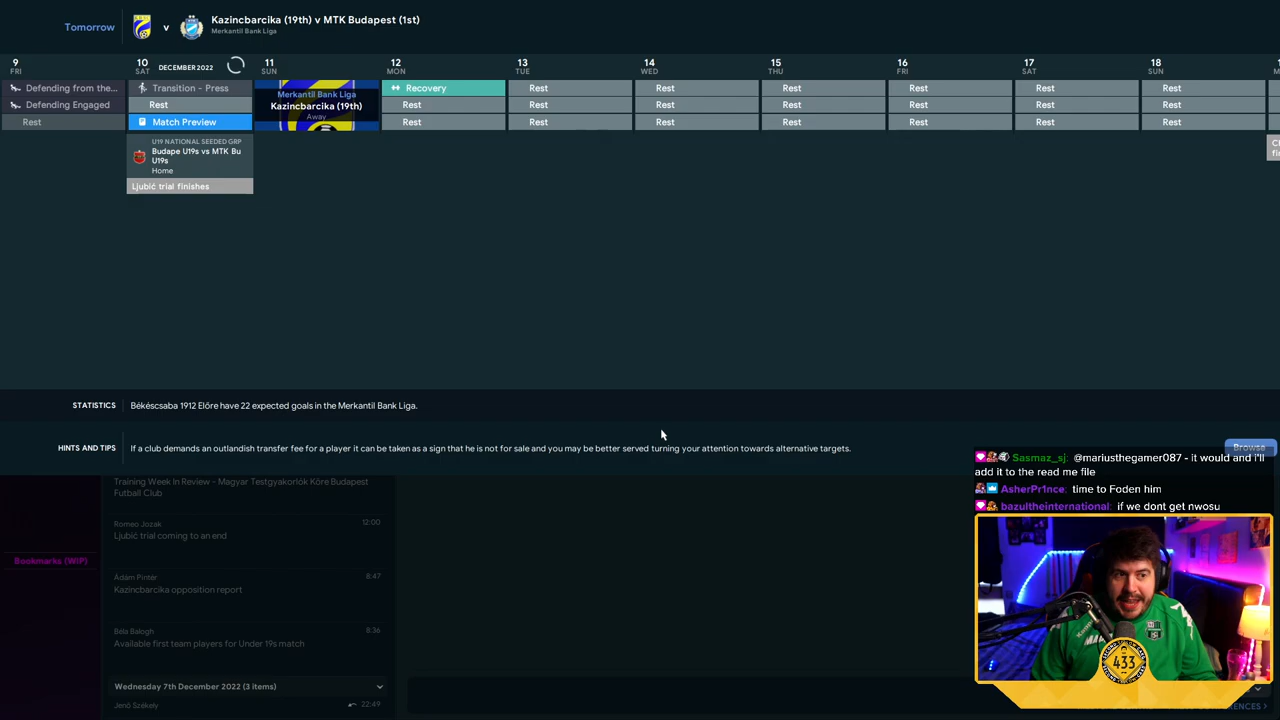 Tomorrow
v
Kazincbarcika (19th) v MTK Budapest (1st)
Merkantil Bank Liga
9
FRI
10
SAT
DECEMBER 2022
11
SUN
12
MON
13
TUE
14
WED
15
THU
16
FRI
17
SAT
18
SUN
Defending from the...
Transition - Press
Merkantil Bank Liga
Recovery
Rest
Rest
Rest
Rest
Rest
Rest
Defending Engaged
Rest
Kazincbarcika (19th)
Away
Rest
Rest
Rest
Rest
Rest
Rest
Rest
Rest
Match Preview
Rest
Rest
Rest
Rest
Rest
Rest
Rest
U19 NATIONAL SEEDED GRP
Budape U19s vs MTK Bu
U19s
Home
Ljubić trial finishes
STATISTICS
Békéscsaba 1912 Előre have 22 expected goals in the Merkantil Bank Liga.
HINTS AND TIPS
If a club demands an outlandish transfer fee for a player it can be taken as a sign that he is not for sale and you may be better served turning your attention towards alternative targets.
Browse
Training Week In Review - Magyar Testgyakorlók Köre Budapest
Futball Club
Romeo Jozak
12:00
Ljubić trial coming to an end
Bookmarks (WIP)
Ádám Pintér
8:47
Kazincbarcika opposition report
Béla Balogh
8:36
Available first team players for Under 19s match
Wednesday 7th December 2022 (3 items)
Jenő Székely
22:49
Sasmaz_sj: @mariusthegamer087 - it would and i'll
add it to the read me file
AsherPr1nce: time to Foden him
bazultheinternational: if we dont get nwosu
433